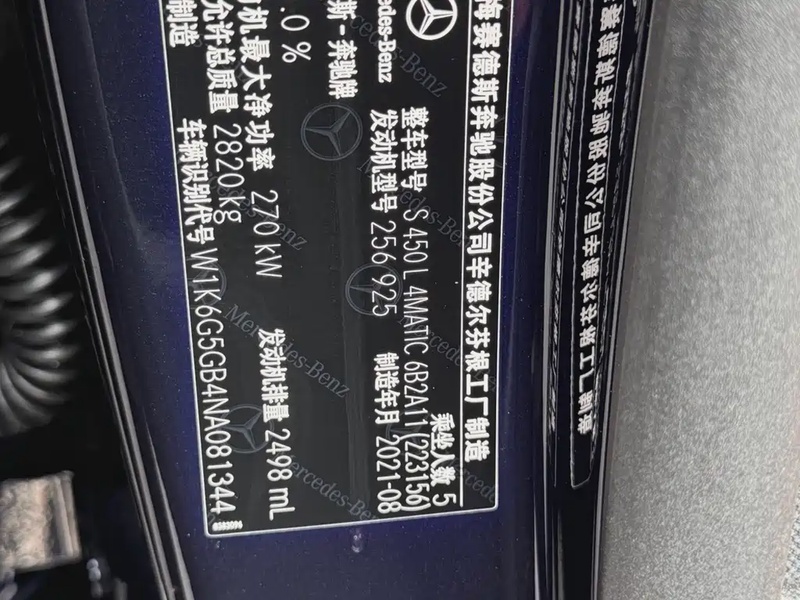 梅赛德斯奔驰股份公司辛德尔芬根工厂制造
Mercedes-Benz
乘坐人数 5
整车型号 S 450 L 4MATIC 6B2A11(223156)
斯-奔驰牌
发动机型号 256 925
制造年月 2021-08
.0 %
机最大净功率 270 kW
发动机排量 2498 mL
允许总质量 2820 kg
制造
车辆识别代号 W1K6G5GB4NA081344